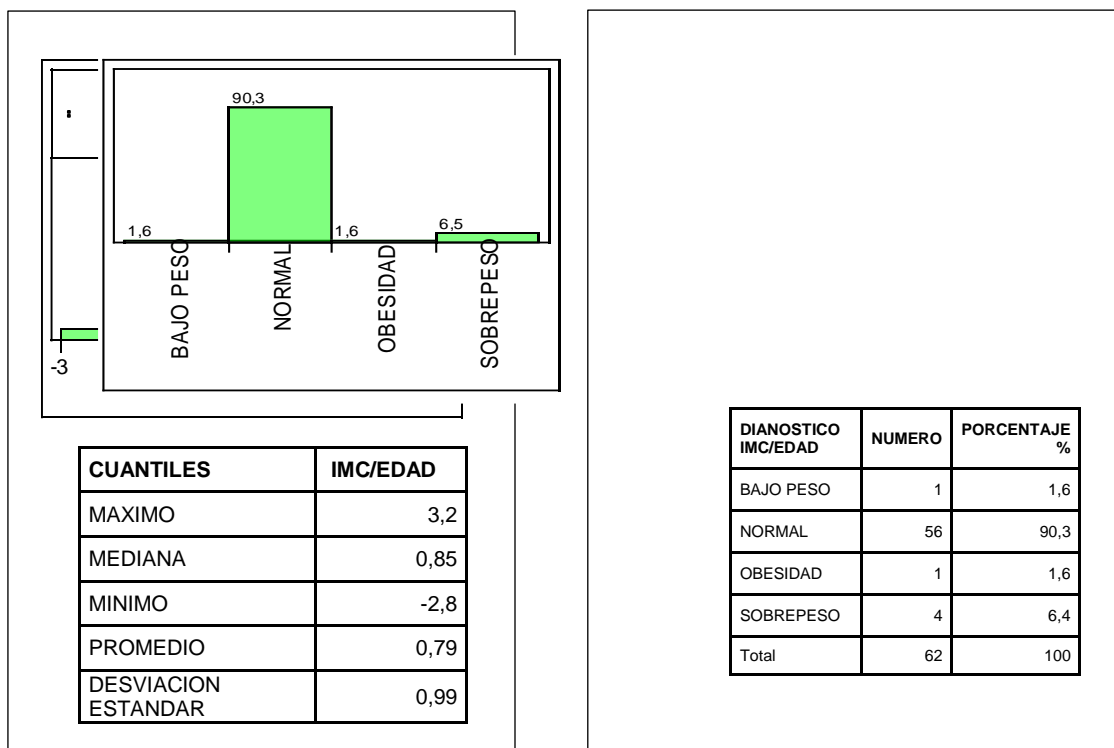 90,3
1,6
1,6
6,5
BAJO PESO
NORMAL
OBESIDAD
SOBREPESO
-3
CUANTILES IMC/EDAD
MAXIMO 3,2
MEDIANA 0,85
MINIMO -2,8
PROMEDIO 0,79
DESVIACION
ESTANDAR 0,99
DIANOSTICO
IMC/EDAD NUMERO PORCENTAJE
%
BAJO PESO 1 1,6
NORMAL 56 90,3
OBESIDAD 1 1,6
SOBREPESO 4 6,4
Total 62 100